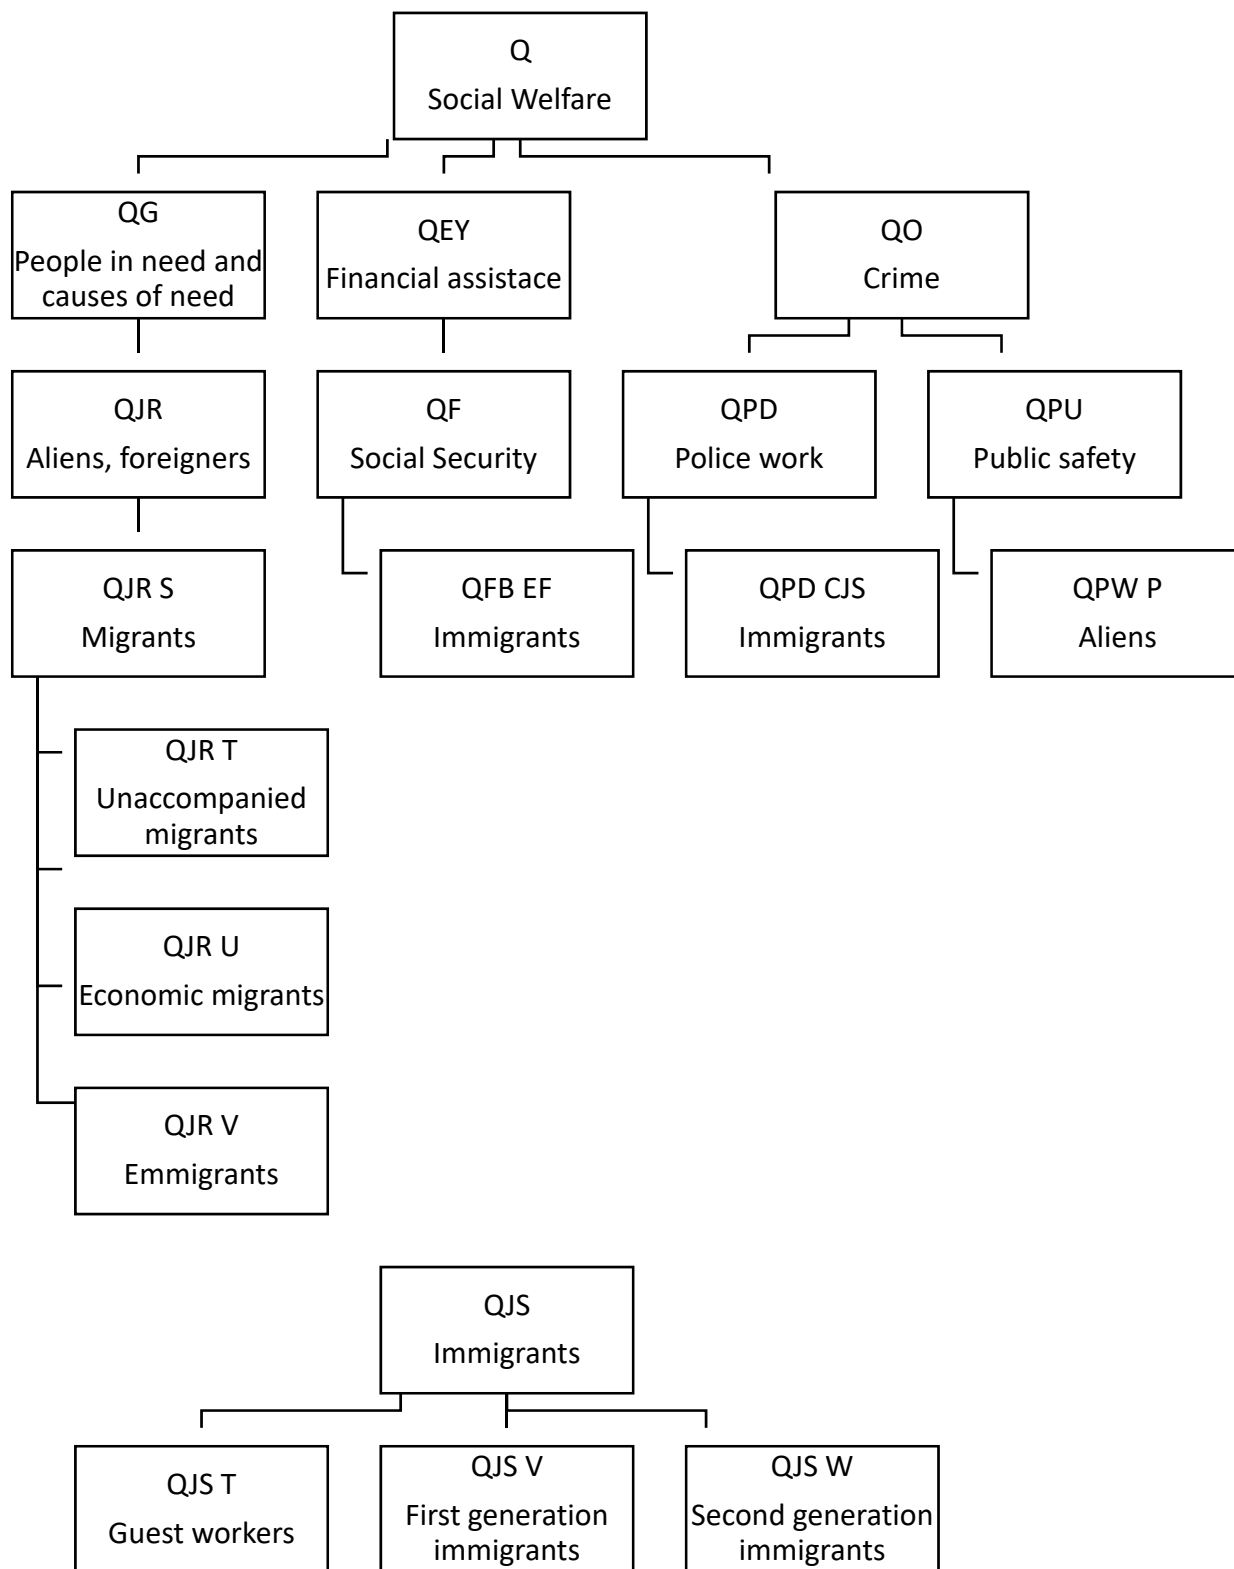 Q
Social Welfare
QG
People in need and
causes of need
QEY
Financial assistace
QO
Crime
QJR
Aliens, foreigners
QF
Social Security
QPD
Police work
QPU
Public safety
QJR S
Migrants
QFB EF
Immigrants
QPD CJS
Immigrants
QPW P
Aliens
QJR T
Unaccompanied
migrants
QJR U
Economic migrants
QJR V
Emmigrants
QJS
Immigrants
QJS T
Guest workers
QJS V
First generation
immigrants
QJS W
Second generation
immigrants